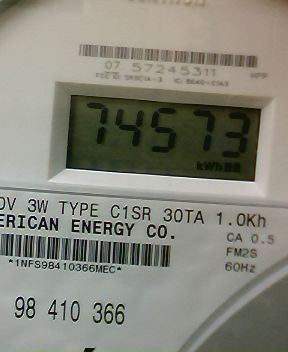 07 57245311
74573
kWh
0V 3W TYPE C1SR 30TA 1.0Kh
ERICAN ENERGY CO.
CA 0.5
FM2S
60Hz
*1NFS98410366MEC*
98 410 366